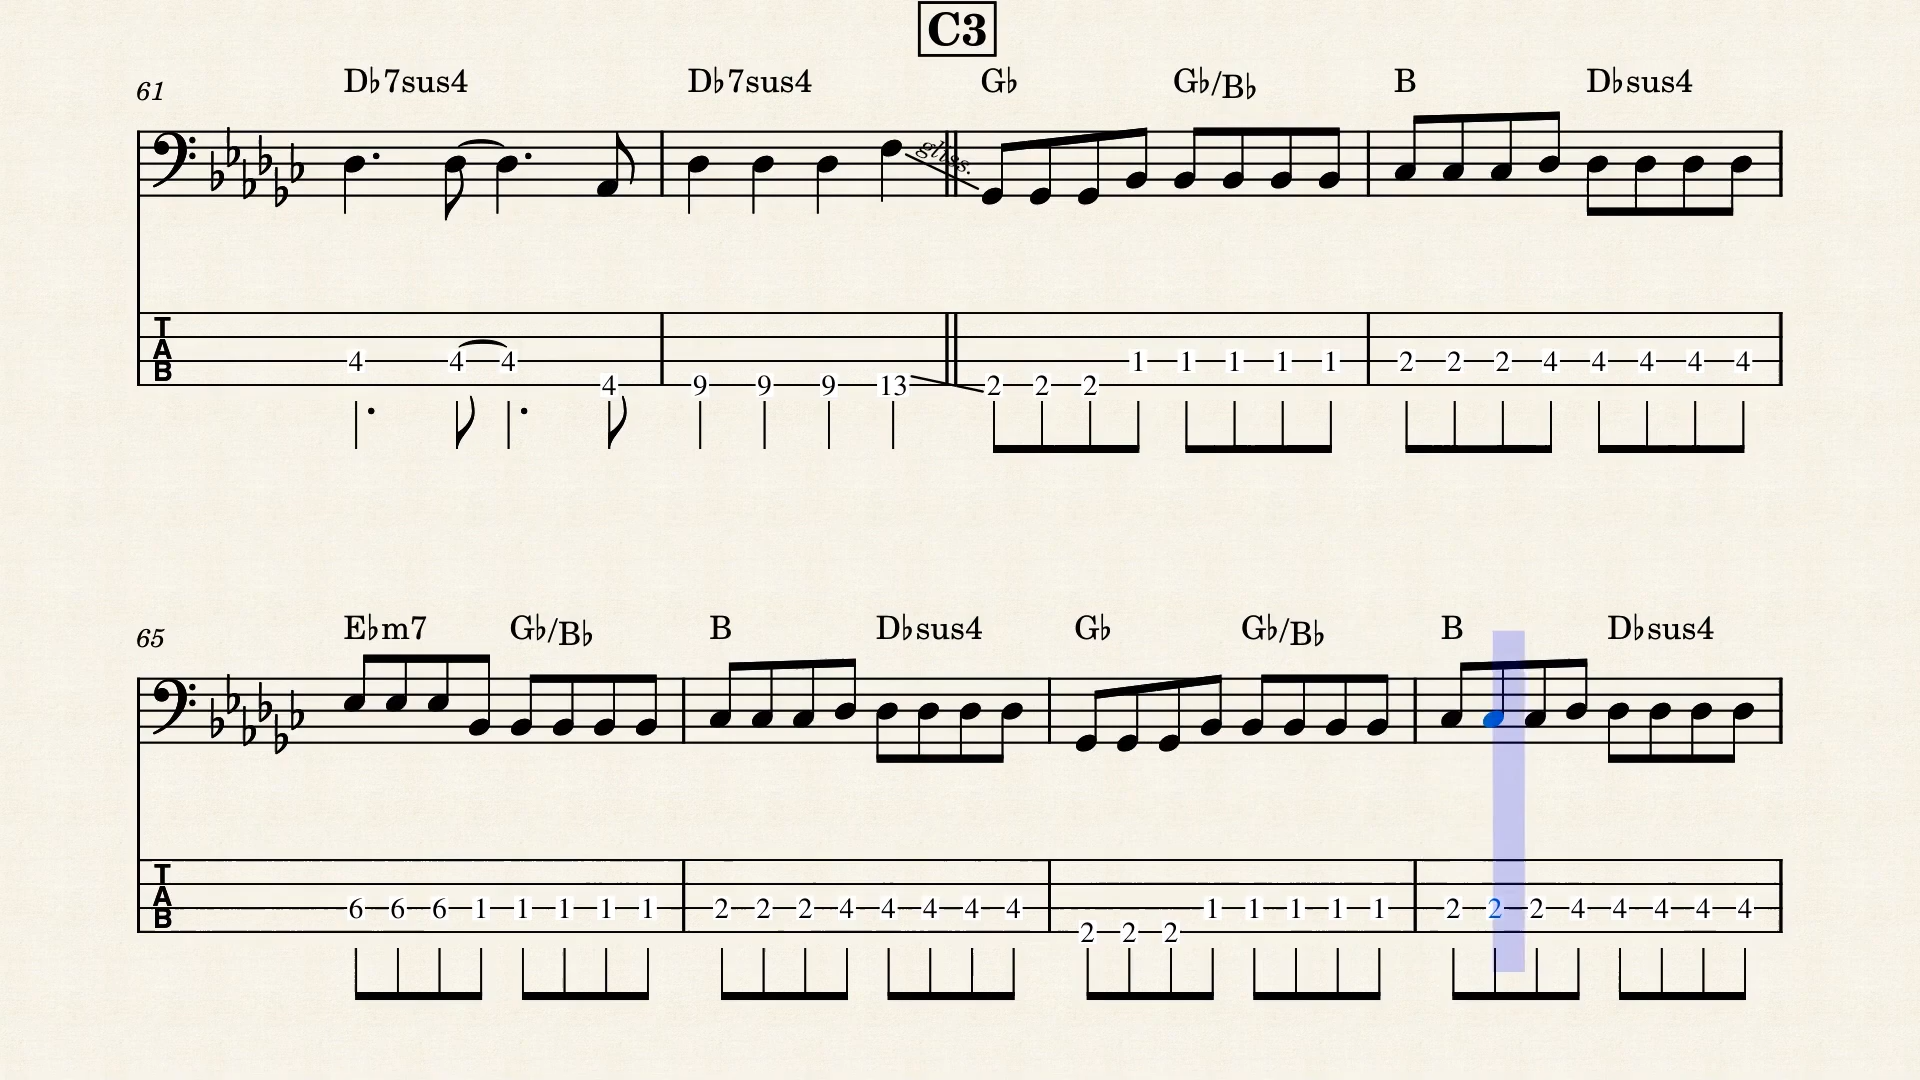 C3
61 D♭7sus4 D♭7sus4 G♭ G♭/B♭ B D♭sus4
gliss.
T
A
B
4 4 4 4 9 9 9 13 2 2 2 1 1 1 1 1 2 2 2 4 4 4 4 4
65 E♭m7 G♭/B♭ B D♭sus4 G♭ G♭/B♭ B D♭sus4
T
A
B
6 6 6 1 1 1 1 1 2 2 2 4 4 4 4 4 2 2 2 1 1 1 1 1 2 2 2 4 4 4 4 4